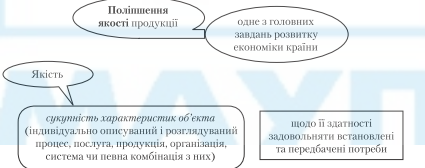 Поліпшення
якості продукції
одне з головних
завдань розвитку
економіки країни
Якість
сукупність характеристик об'єкта
(індивідуально описуваний і розглядуваний
процес, послуга, продукція, організація,
система чи певна комбінація з них)
щодо її здатності
задовольняти встановлені
та передбачені потреби
МАУП